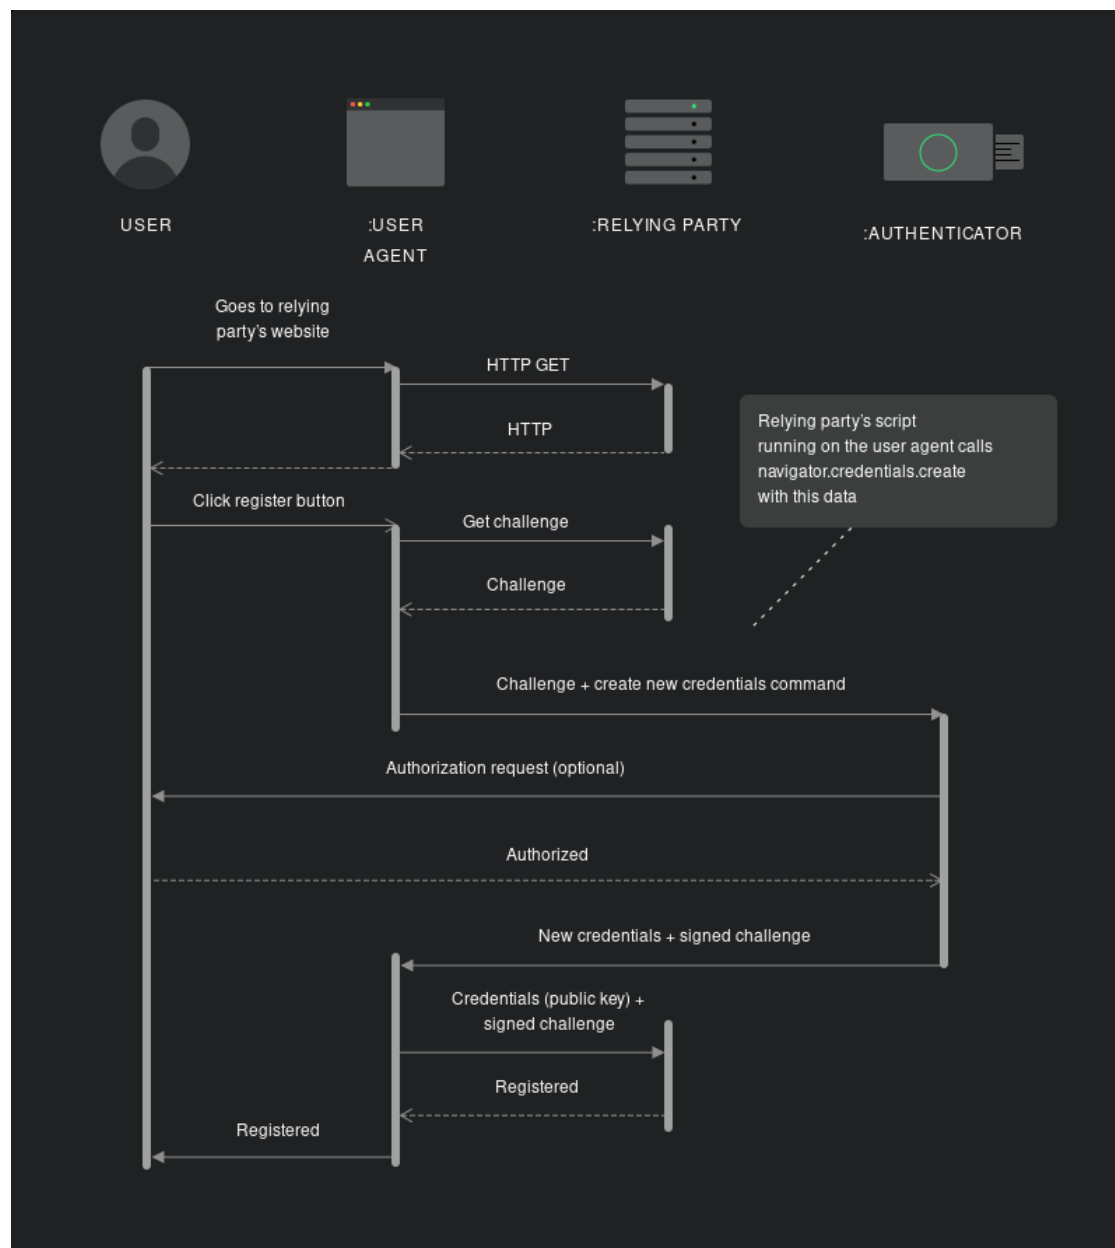 USER
:USER
AGENT
:RELYING PARTY
:AUTHENTICATOR
Goes to relying
party's website
HTTP GET
HTTP
Relying party's script
running on the user agent calls
navigator.credentials.create
with this data
Click register button
Get challenge
Challenge
Challenge + create new credentials command
Authorization request (optional)
Authorized
New credentials + signed challenge
Credentials (public key) +
signed challenge
Registered
Registered